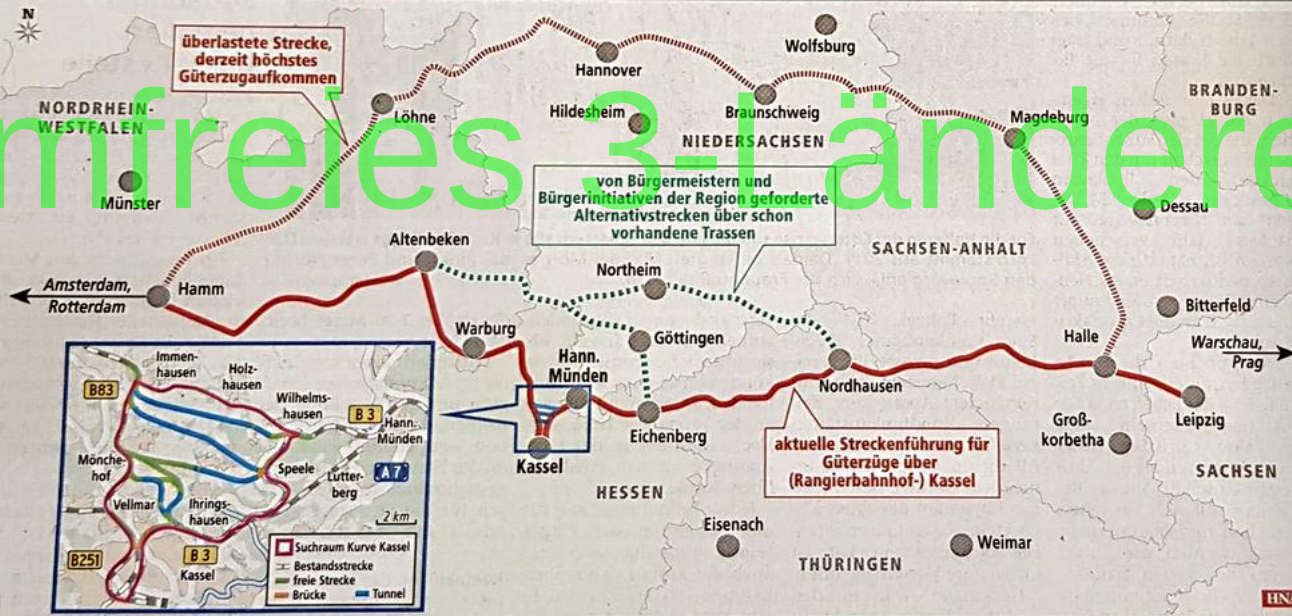 N
überlastete Strecke,
derzeit höchstes
Güterzugaufkommen
Wolfsburg
Hannover
NORDRHEIN-
WESTFALEN
Löhne
Hildesheim
Braunschweig
NIEDERSACHSEN
Magdeburg
BRANDEN-
BURG
mfreies 3-Ländere
Münster
von Bürgermeistern und
Bürgerinitiativen der Region geforderte
Alternativstrecken über schon
vorhandene Trassen
Dessau
Altenbeken
SACHSEN-ANHALT
Northeim
Amsterdam,
Rotterdam
Hamm
Bitterfeld
Warburg
Göttingen
Halle
Warschau,
Prag
Hann.
Münden
Nordhausen
Leipzig
Eichenberg
Kassel
Groß-
korbetha
aktuelle Streckenführung für
Güterzüge über
(Rangierbahnhof-) Kassel
HESSEN
SACHSEN
Eisenach
Weimar
THÜRINGEN
Immen-
hausen
B83
Holz-
hausen
Wilhelms-
hausen
B 3
Hann.
Münden
Mönche-
hof
Speele
A 7
Lutter-
berg
Vellmar
Ihrings-
hausen
2 km
B251
B 3
Kassel
Suchraum Kurve Kassel
Bestandsstrecke
freie Strecke
Brücke
Tunnel
HNA